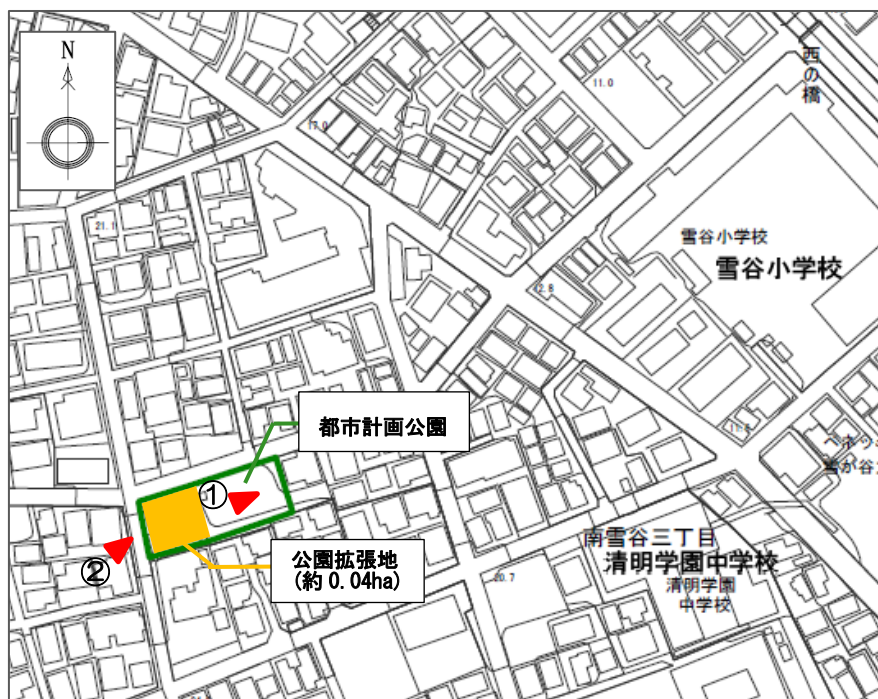 N
西の橋
11.0
17.0
雪谷小学校
雪谷小学校
21.1
12.8
都市計画公園
11.6
①
②
公園拡張地
(約0.04ha)
南雪谷三丁目
清明学園中学校
清明学園
中学校
20.7